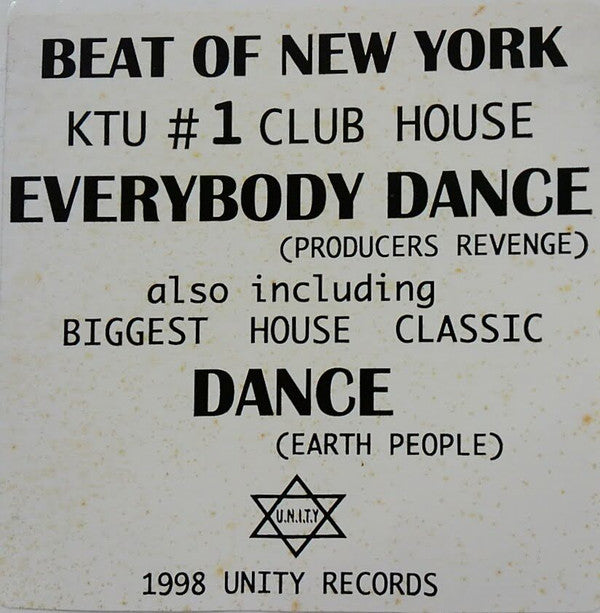 BEAT OF NEW YORK
KTU #1 CLUB HOUSE
EVERYBODY DANCE
(PRODUCERS REVENGE)
also including
BIGGEST HOUSE CLASSIC
DANCE
(EARTH PEOPLE)
U.N.I.T.Y
1998 UNITY RECORDS